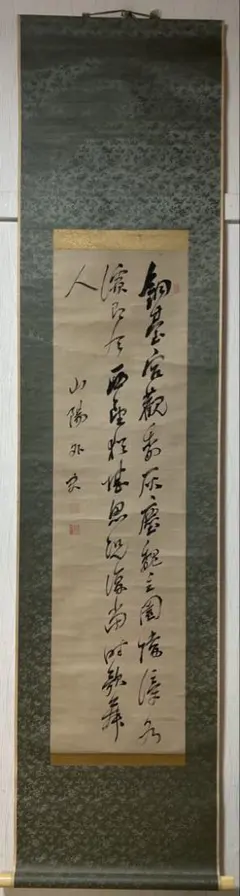 銅臺宮觀委灰塵魏主園陵漳水
濱即今西望猶堪思況復當時歌舞
人
山陽外史